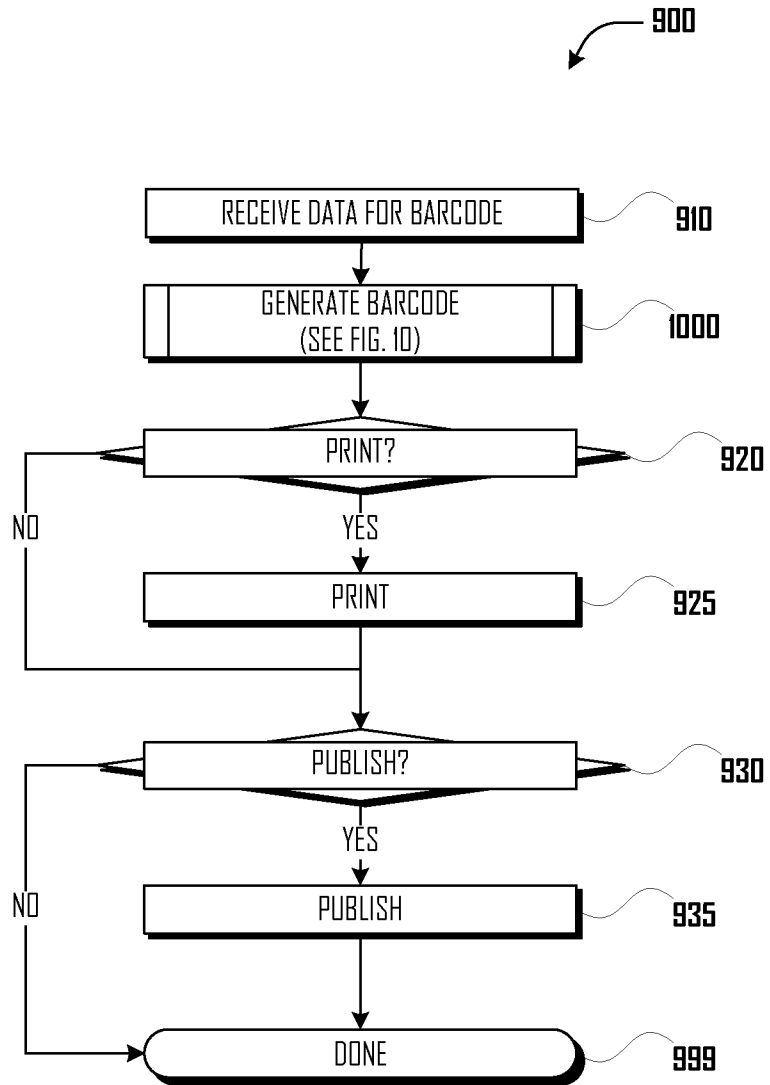 900
RECEIVE DATA FOR BARCODE
910
GENERATE BARCODE
(SEE FIG. 10)
1000
PRINT?
920
NO
YES
PRINT
925
PUBLISH?
930
YES
NO
PUBLISH
935
DONE
999